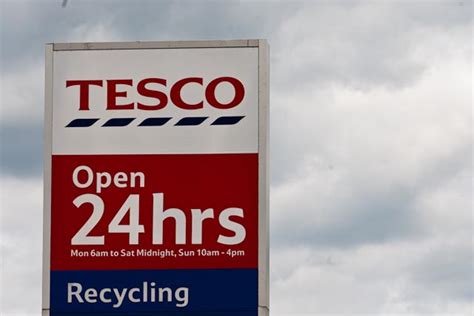 TESCO
Open
24hrs
Mon 6am to Sat Midnight, Sun 10am - 4pm
Recycling